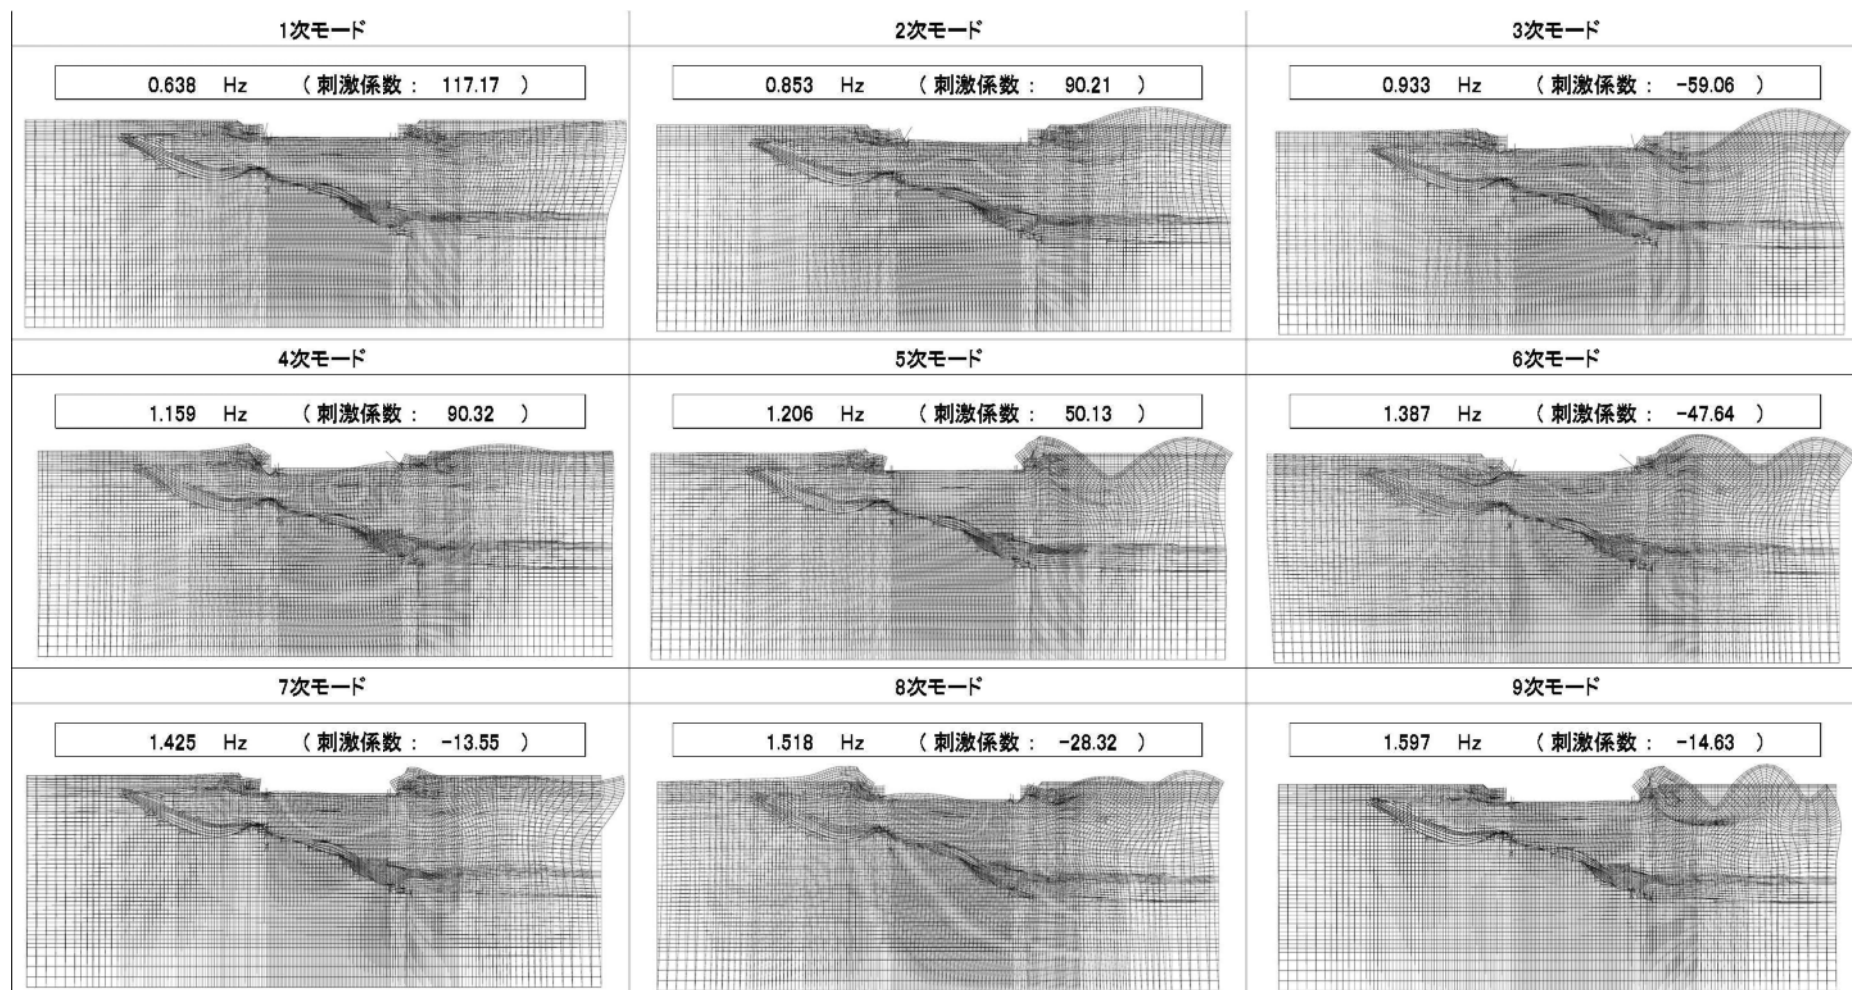 1次モード
2次モード
3次モード
0.638 Hz (刺激係数: 117.17 )
0.853 Hz (刺激係数: 90.21 )
0.933 Hz (刺激係数: -59.06 )
4次モード
5次モード
6次モード
1.159 Hz (刺激係数: 90.32 )
1.206 Hz (刺激係数: 50.13 )
1.387 Hz (刺激係数: -47.64 )
7次モード
8次モード
9次モード
1.425 Hz (刺激係数: -13.55 )
1.518 Hz (刺激係数: -28.32 )
1.597 Hz (刺激係数: -14.63 )